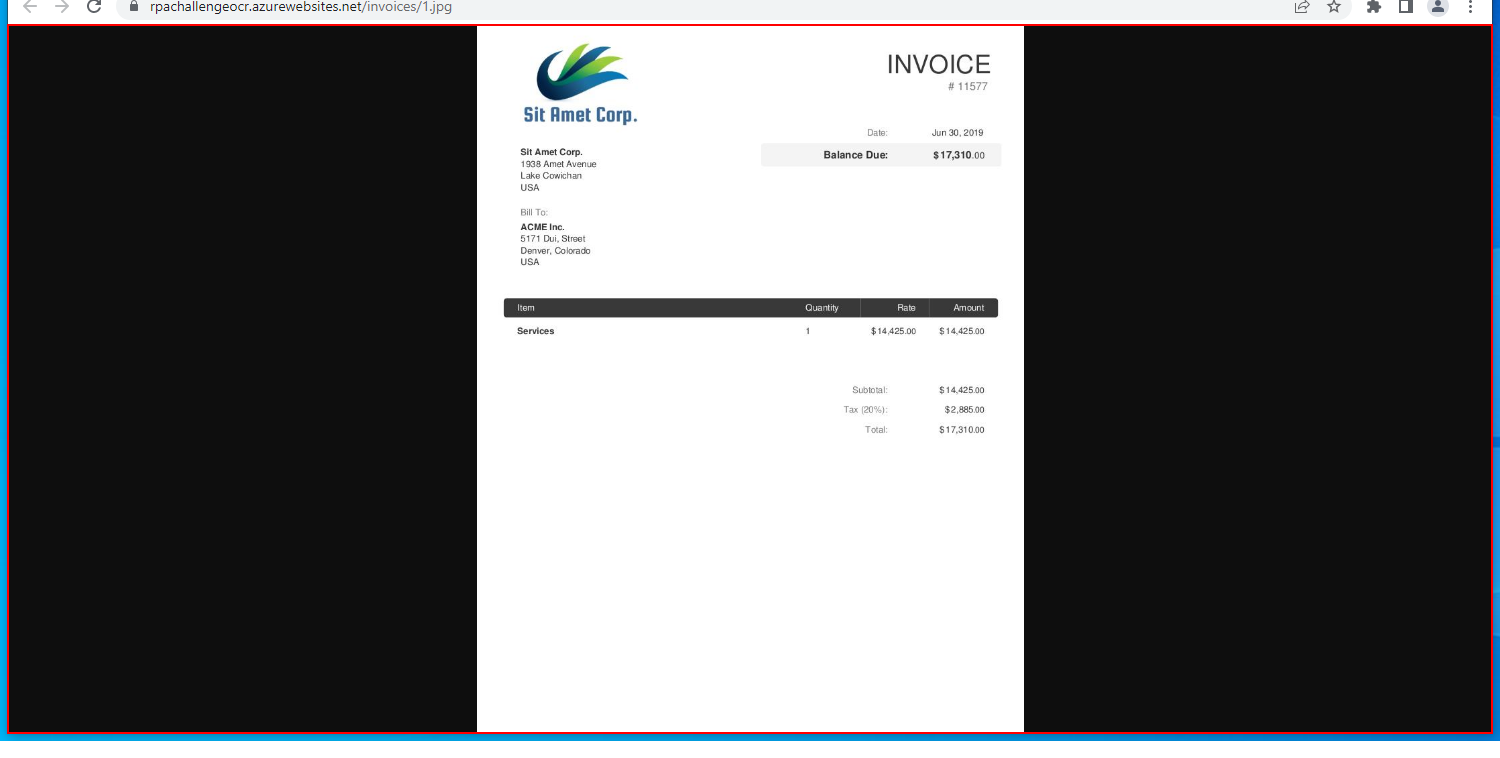 rpachallengeocr.azurewebsites.net/invoices/1.jpg
Sit Amet Corp.
INVOICE
# 11577
Date: Jun 30, 2019
Balance Due: $17,310.00
Sit Amet Corp.
1938 Amet Avenue
Lake Cowichan
USA
Bill To:
ACME Inc.
5171 Dui, Street
Denver, Colorado
USA
Item Quantity Rate Amount
Services 1 $14,425.00 $14,425.00
Subtotal: $14,425.00
Tax (20%): $2,885.00
Total: $17,310.00